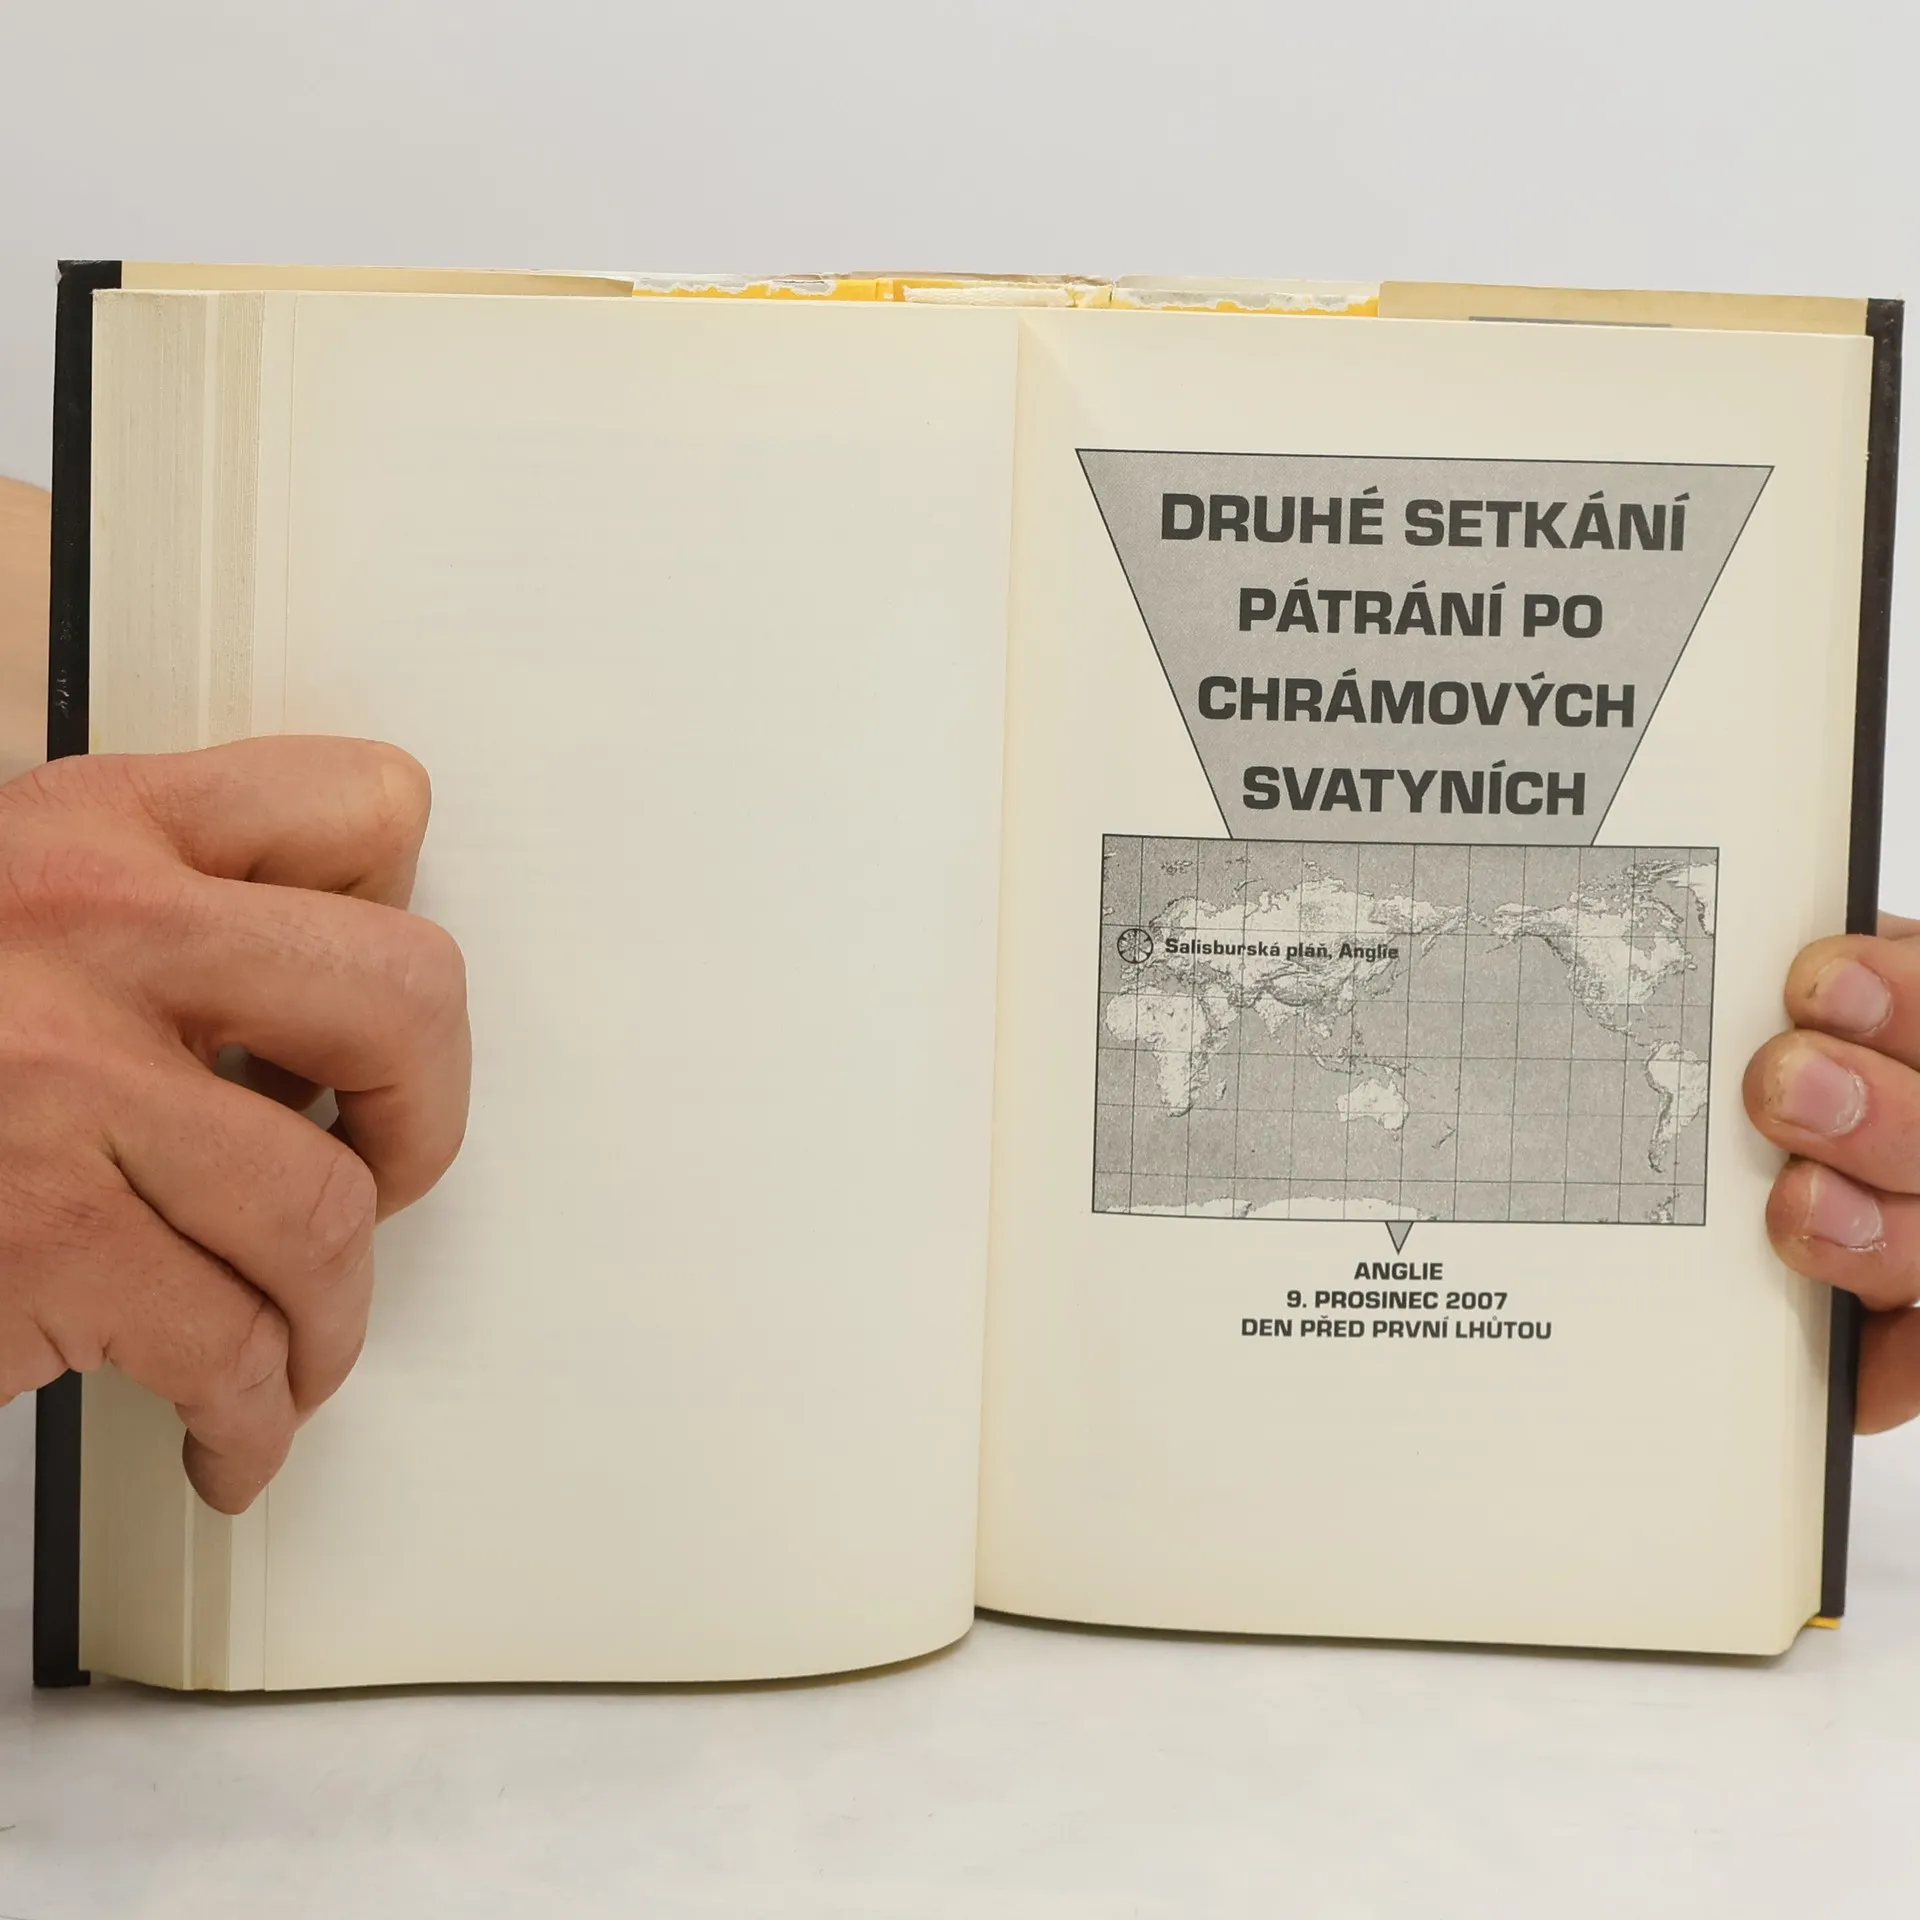 DRUHÉ SETKÁNÍ
PÁTRÁNÍ PO
CHRÁMOVÝCH
SVATYNÍCH
Salisburská pláň, Anglie
ANGLIE
9. PROSINEC 2007
DEN PŘED PRVNÍ LHŮTOU